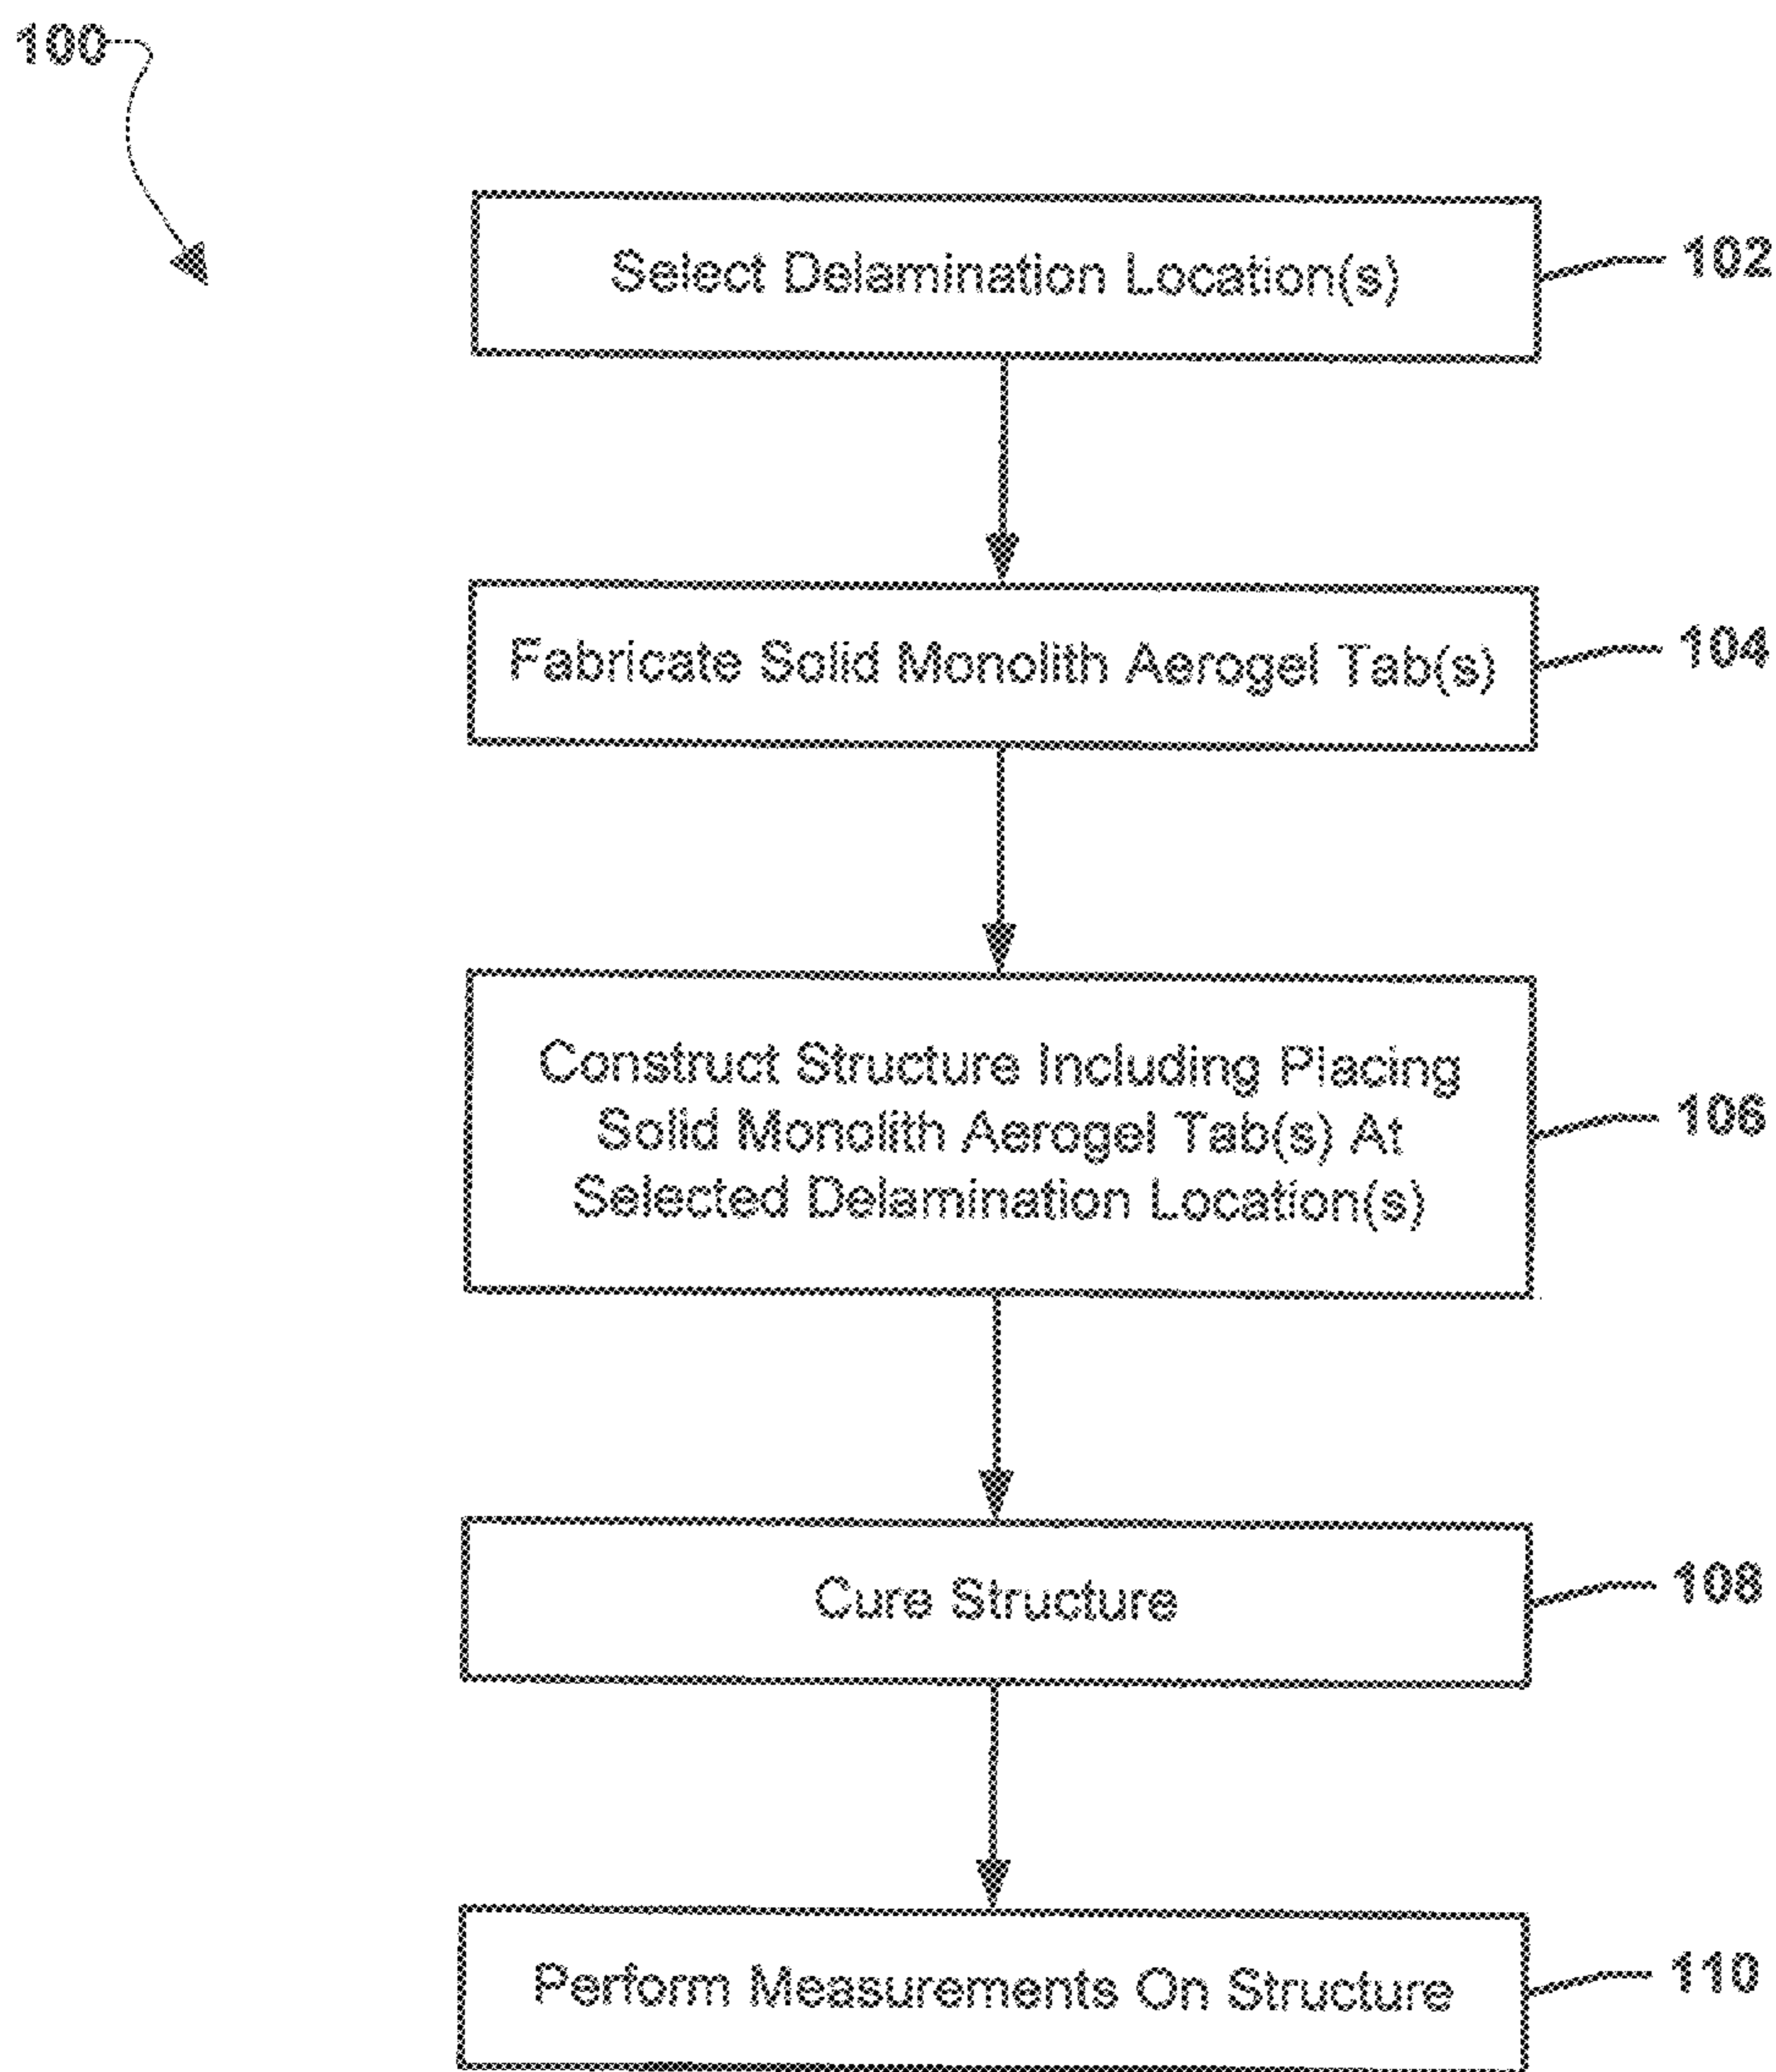 100
Select Delamination Location(s)
102
Fabricate Solid Monolith Aerogel Tab(s)
104
Construct Structure Including Placing
Solid Monolith Aerogel Tab(s) At
Selected Delamination Location(s)
106
Cure Structure
108
Perform Measurements On Structure
110